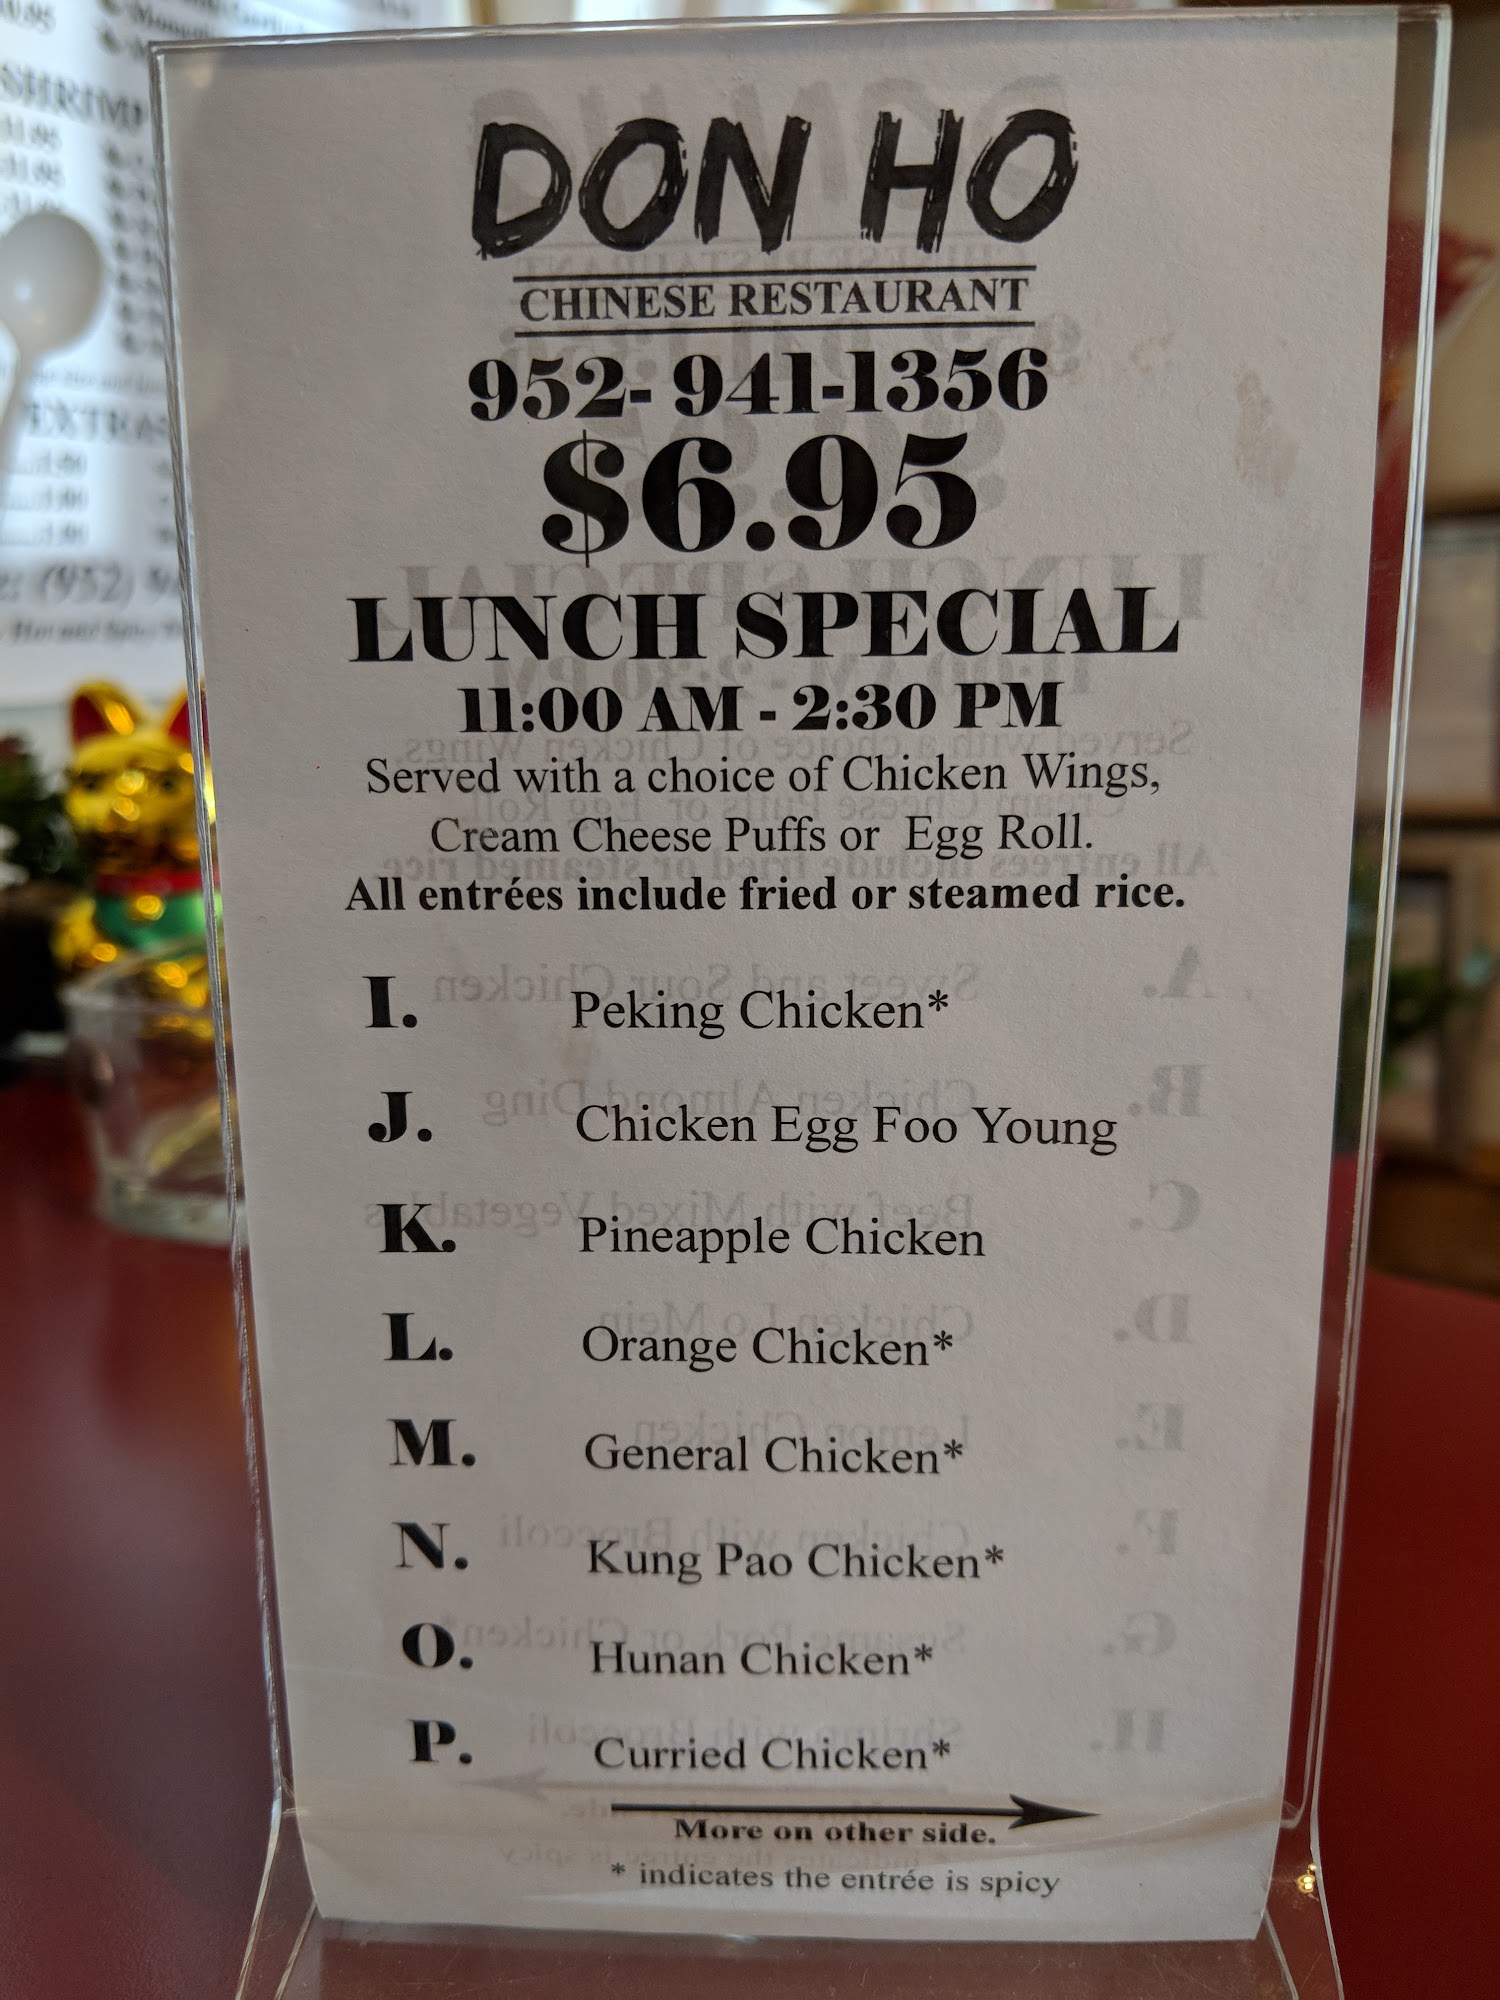 DON HO
CHINESE RESTAURANT
952- 941-1356
$6.95
LUNCH SPECIAL
11:00 AM - 2:30 PM
Served with a choice of Chicken Wings,
Cream Cheese Puffs or Egg Roll.
All entrées include fried or steamed rice.
I. Peking Chicken*
J. Chicken Egg Foo Young
K. Pineapple Chicken
L. Orange Chicken*
M. General Chicken*
N. Kung Pao Chicken*
O. Hunan Chicken*
P. Curried Chicken*
More on other side.
* indicates the entrée is spicy
SHRIMP
EXTRAS
(952)